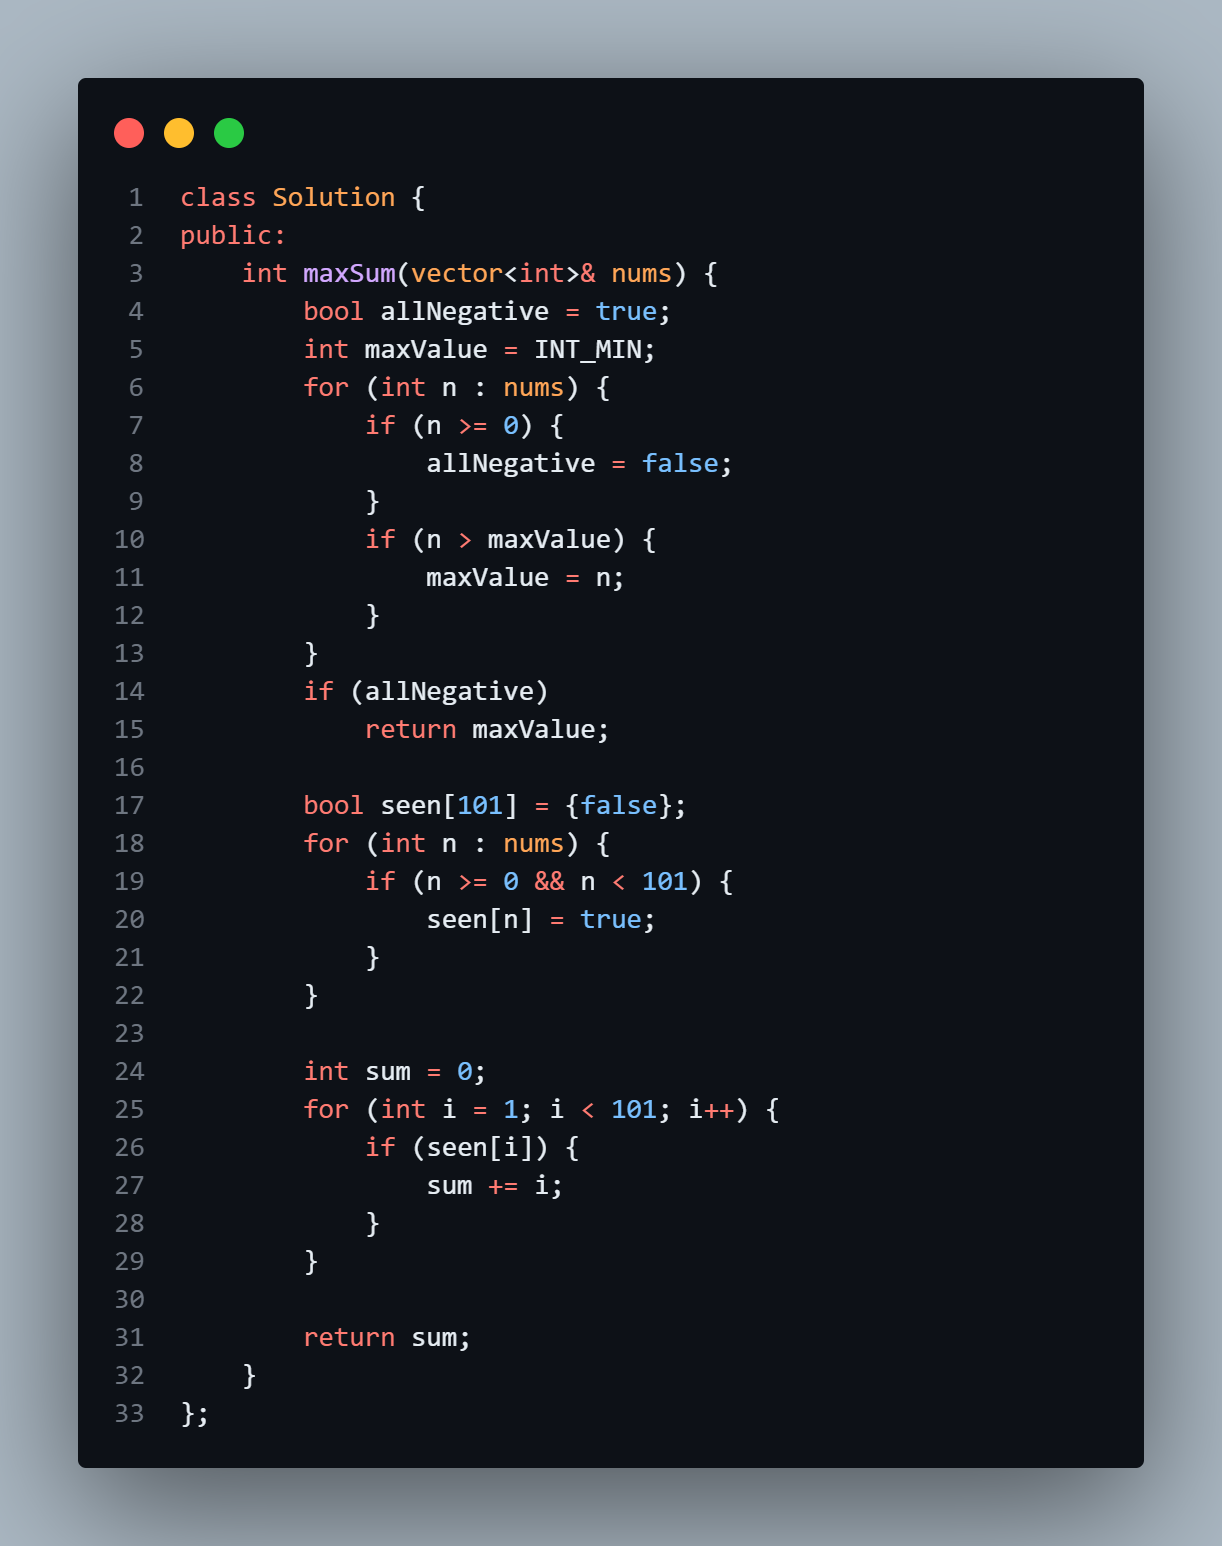 1 class Solution {
2 public:
3     int maxSum(vector<int>& nums) {
4         bool allNegative = true;
5         int maxValue = INT_MIN;
6         for (int n : nums) {
7             if (n >= 0) {
8                 allNegative = false;
9             }
10             if (n > maxValue) {
11                 maxValue = n;
12             }
13         }
14         if (allNegative)
15             return maxValue;
16
17         bool seen[101] = {false};
18         for (int n : nums) {
19             if (n >= 0 && n < 101) {
20                 seen[n] = true;
21             }
22         }
23
24         int sum = 0;
25         for (int i = 1; i < 101; i++) {
26             if (seen[i]) {
27                 sum += i;
28             }
29         }
30
31         return sum;
32     }
33 };